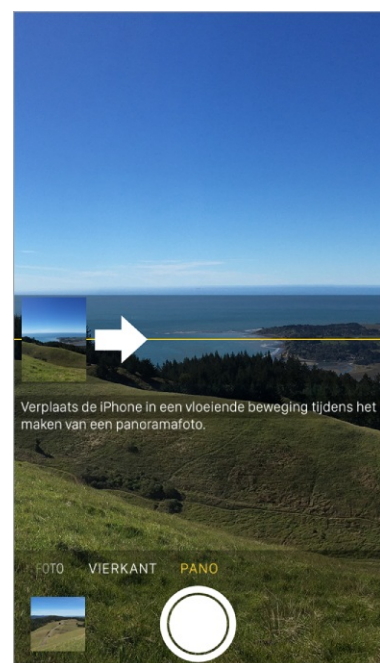 Verplaats de iPhone in een vloeiende beweging tijdens het
maken van een panoramafoto.
FOTO VIERKANT PANO